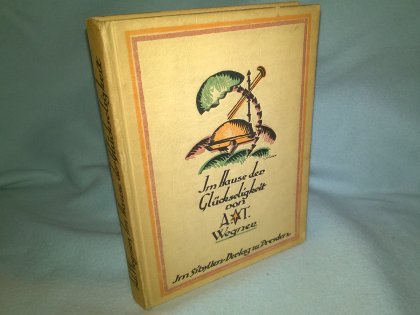 Im Hause der
Glückseligkeit
von
A.T.
Wegner
Im Sibyllen-Verlag zu Dresden.